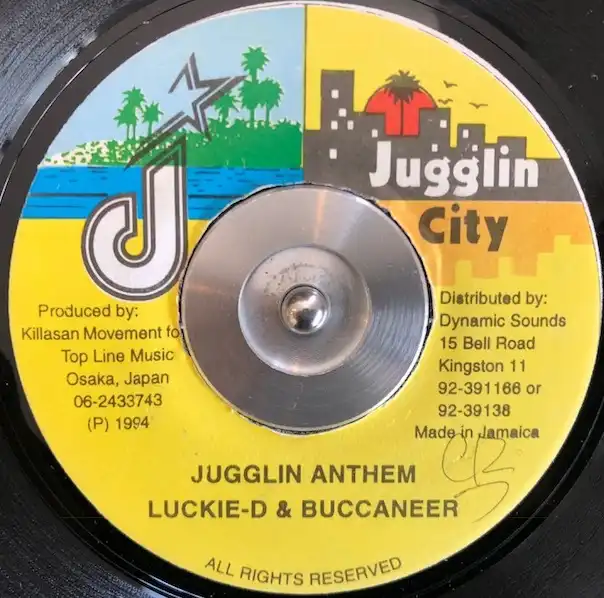 Jugglin
City
Produced by:
Killasan Movement fo
Top Line Music
Osaka, Japan
06-2433743
(P) 1994
Distributed by:
Dynamic Sounds
15 Bell Road
Kingston 11
92-391166 or
92-39138
Made in Jamaica
JUGGLIN ANTHEM
LUCKIE-D & BUCCANEER
ALL RIGHTS RESERVED